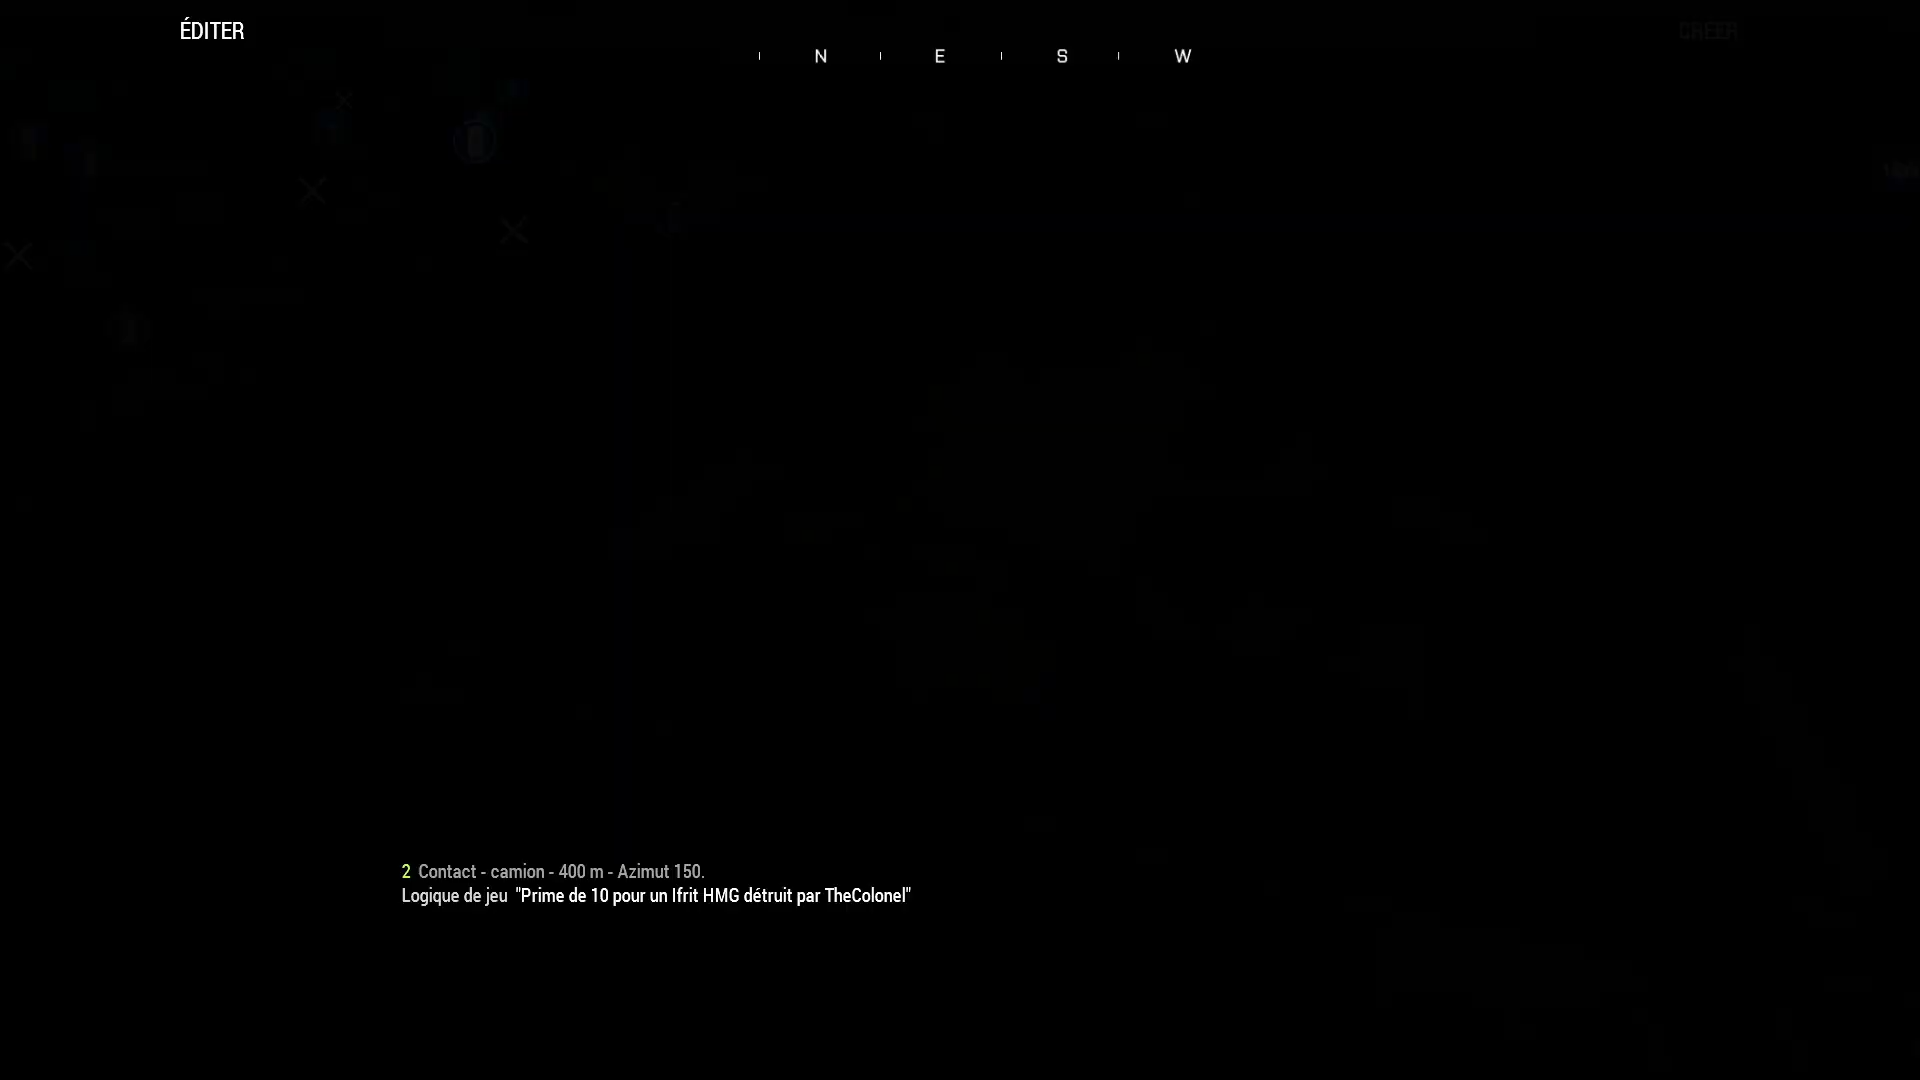 ÉDITER
CRÉER
N E S W
2 Contact - camion - 400 m - Azimut 150.
Logique de jeu "Prime de 10 pour un Ifrit HMG détruit par TheColonel"